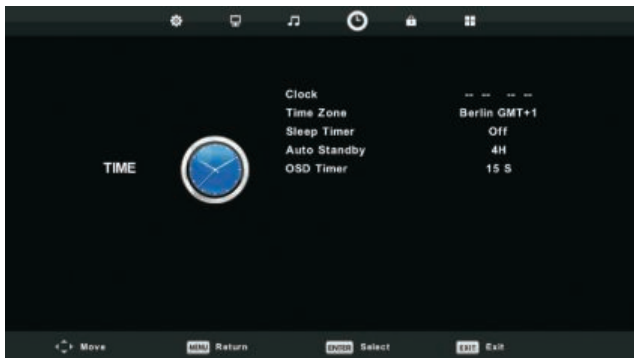 Clock -- -- -- --
Time Zone Berlin GMT+1
Sleep Timer Off
TIME
Auto Standby 4H
OSD Timer 15 S
Move MENU Return ENTER Select EXIT Exit